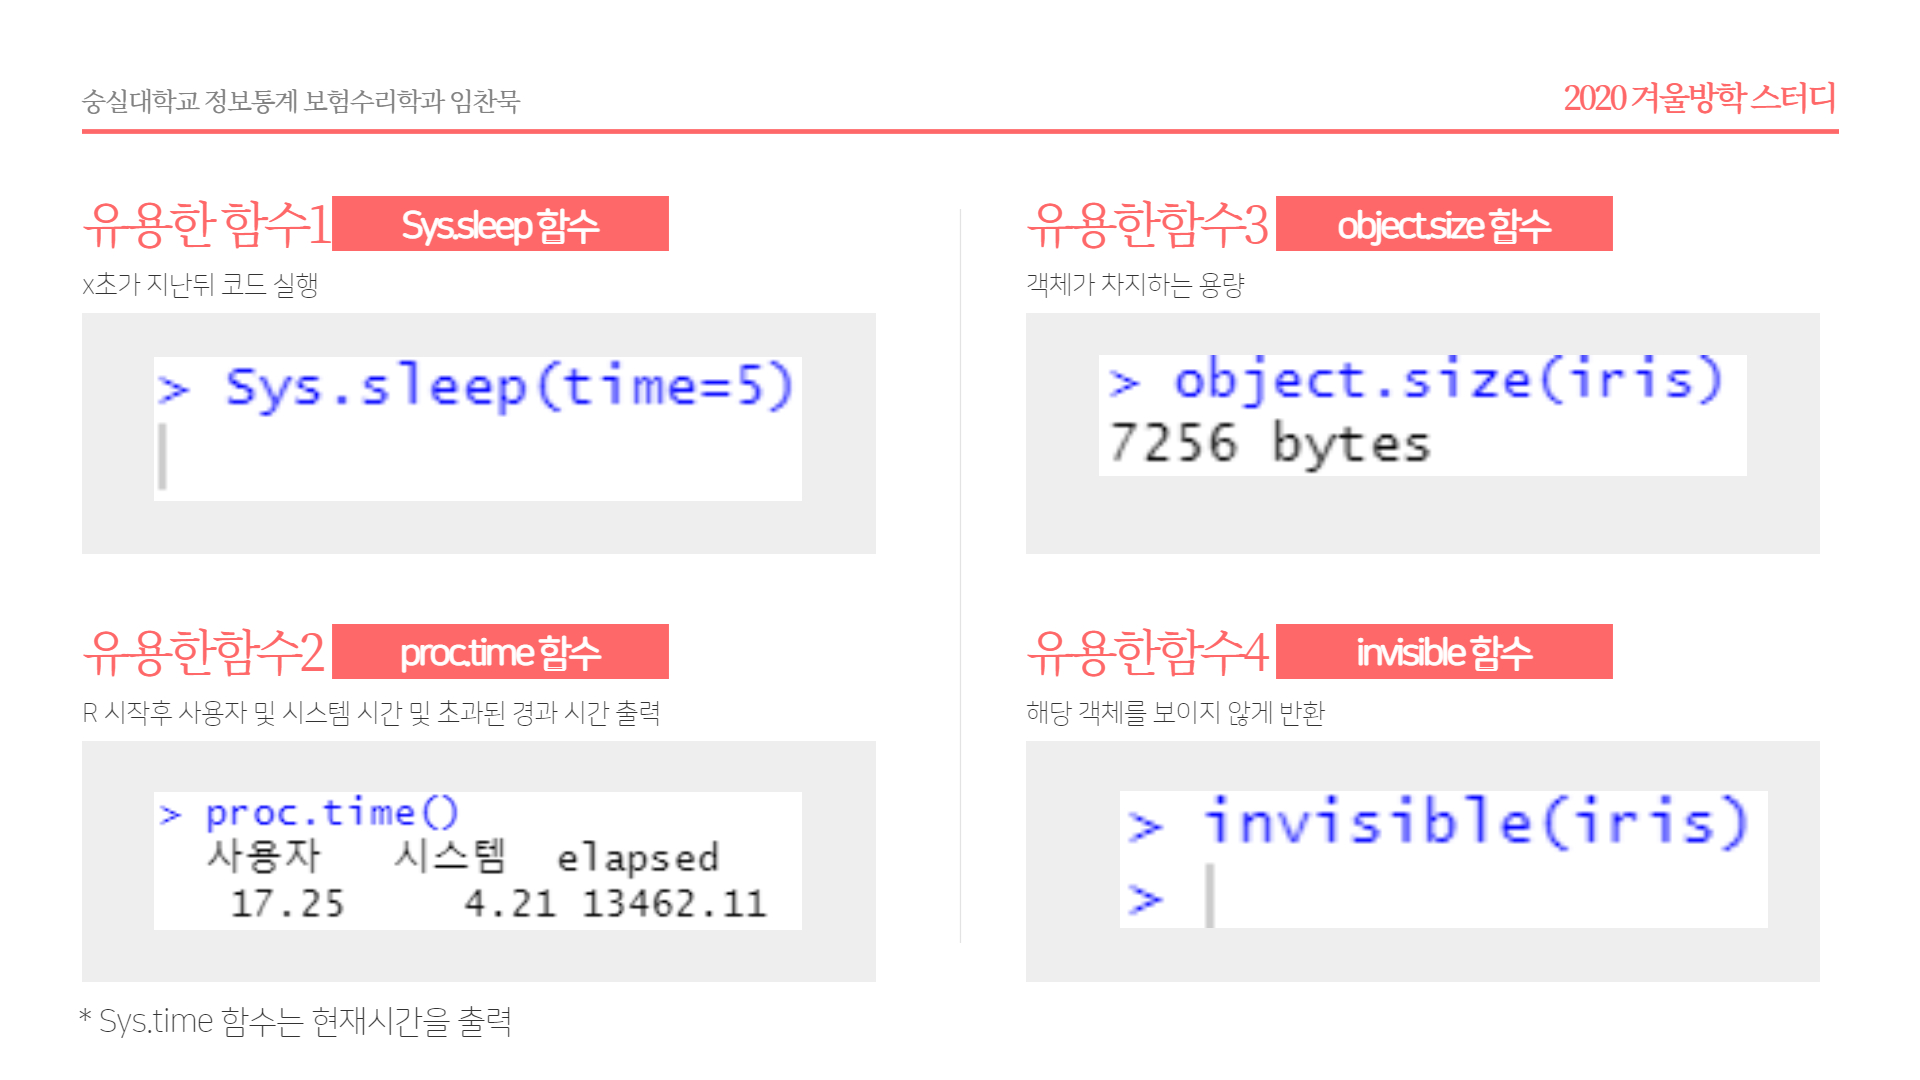 숭실대학교 정보통계 보험수리학과 임찬묵
2020 겨울방학 스터디
유용한 함수1 Sys.sleep 함수
x초가 지난뒤 코드 실행
> Sys.sleep(time=5)
유용한함수2 proc.time 함수
R 시작후 사용자 및 시스템 시간 및 초과된 경과 시간 출력
> proc.time()
사용자 시스템 elapsed
17.25 4.21 13462.11
* Sys.time 함수는 현재시간을 출력
유용한함수3 object.size 함수
객체가 차지하는 용량
> object.size(iris)
7256 bytes
유용한함수4 invisible 함수
해당 객체를 보이지 않게 반환
> invisible(iris)
>